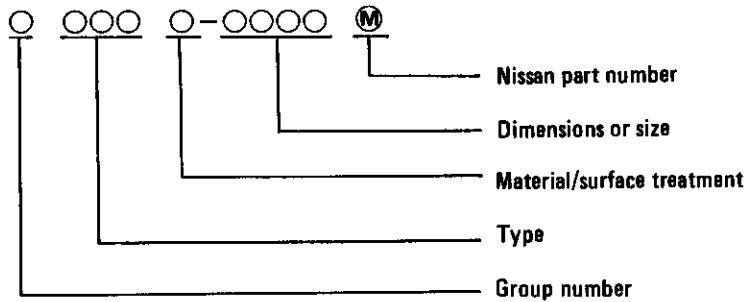 ○ ○○○ ○-○○○○ Ⓜ
Nissan part number
Dimensions or size
Material/surface treatment
Type
Group number